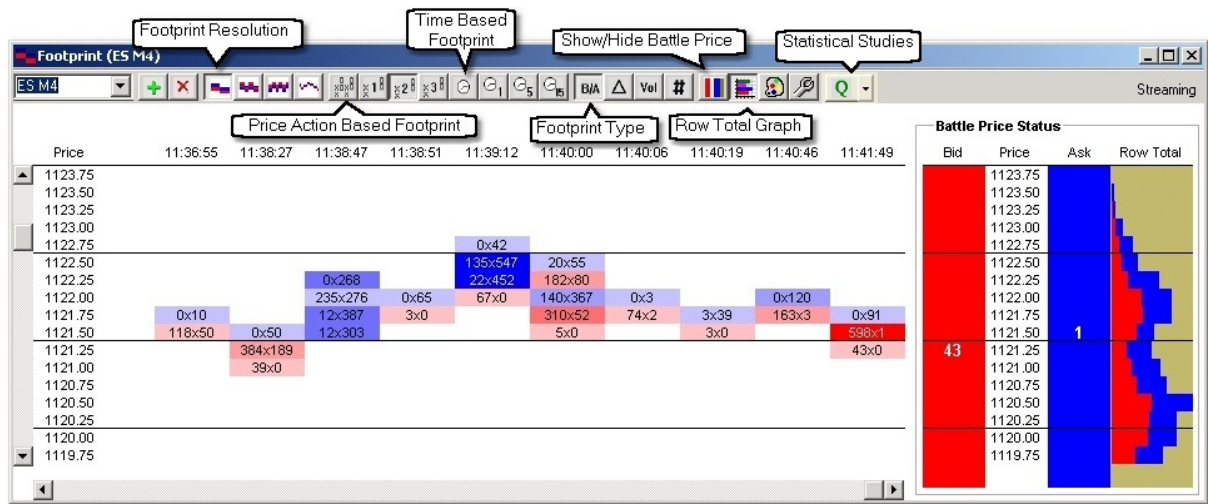 Footprint Resolution
Time Based
Footprint
Show/Hide Battle Price
Statistical Studies
Footprint (ES M4)
ES M4
x1
x2
x3
1
5
15
B/A
Δ
Vol
#
Q
Streaming
Price Action Based Footprint
Footprint Type
Row Total Graph
Price 11:36:55 11:38:27 11:38:47 11:38:51 11:39:12 11:40:00 11:40:06 11:40:19 11:40:46 11:41:49
1123.75
1123.50
1123.25
1123.00
1122.75 0x42
1122.50 135x547 20x55
1122.25 0x268 22x452 182x80
1122.00 235x276 0x65 67x0 140x367 0x3 0x120
1121.75 0x10 12x387 3x0 310x52 74x2 3x39 163x3 0x91
1121.50 118x50 0x50 12x303 5x0 3x0 598x1
1121.25 384x189 43x0
1121.00 39x0
1120.75
1120.50
1120.25
1120.00
1119.75
Battle Price Status
Bid Price Ask Row Total
1123.75
1123.50
1123.25
1123.00
1122.75
1122.50
1122.25
1122.00
1121.75
1121.50 1
43 1121.25
1121.00
1120.75
1120.50
1120.25
1120.00
1119.75